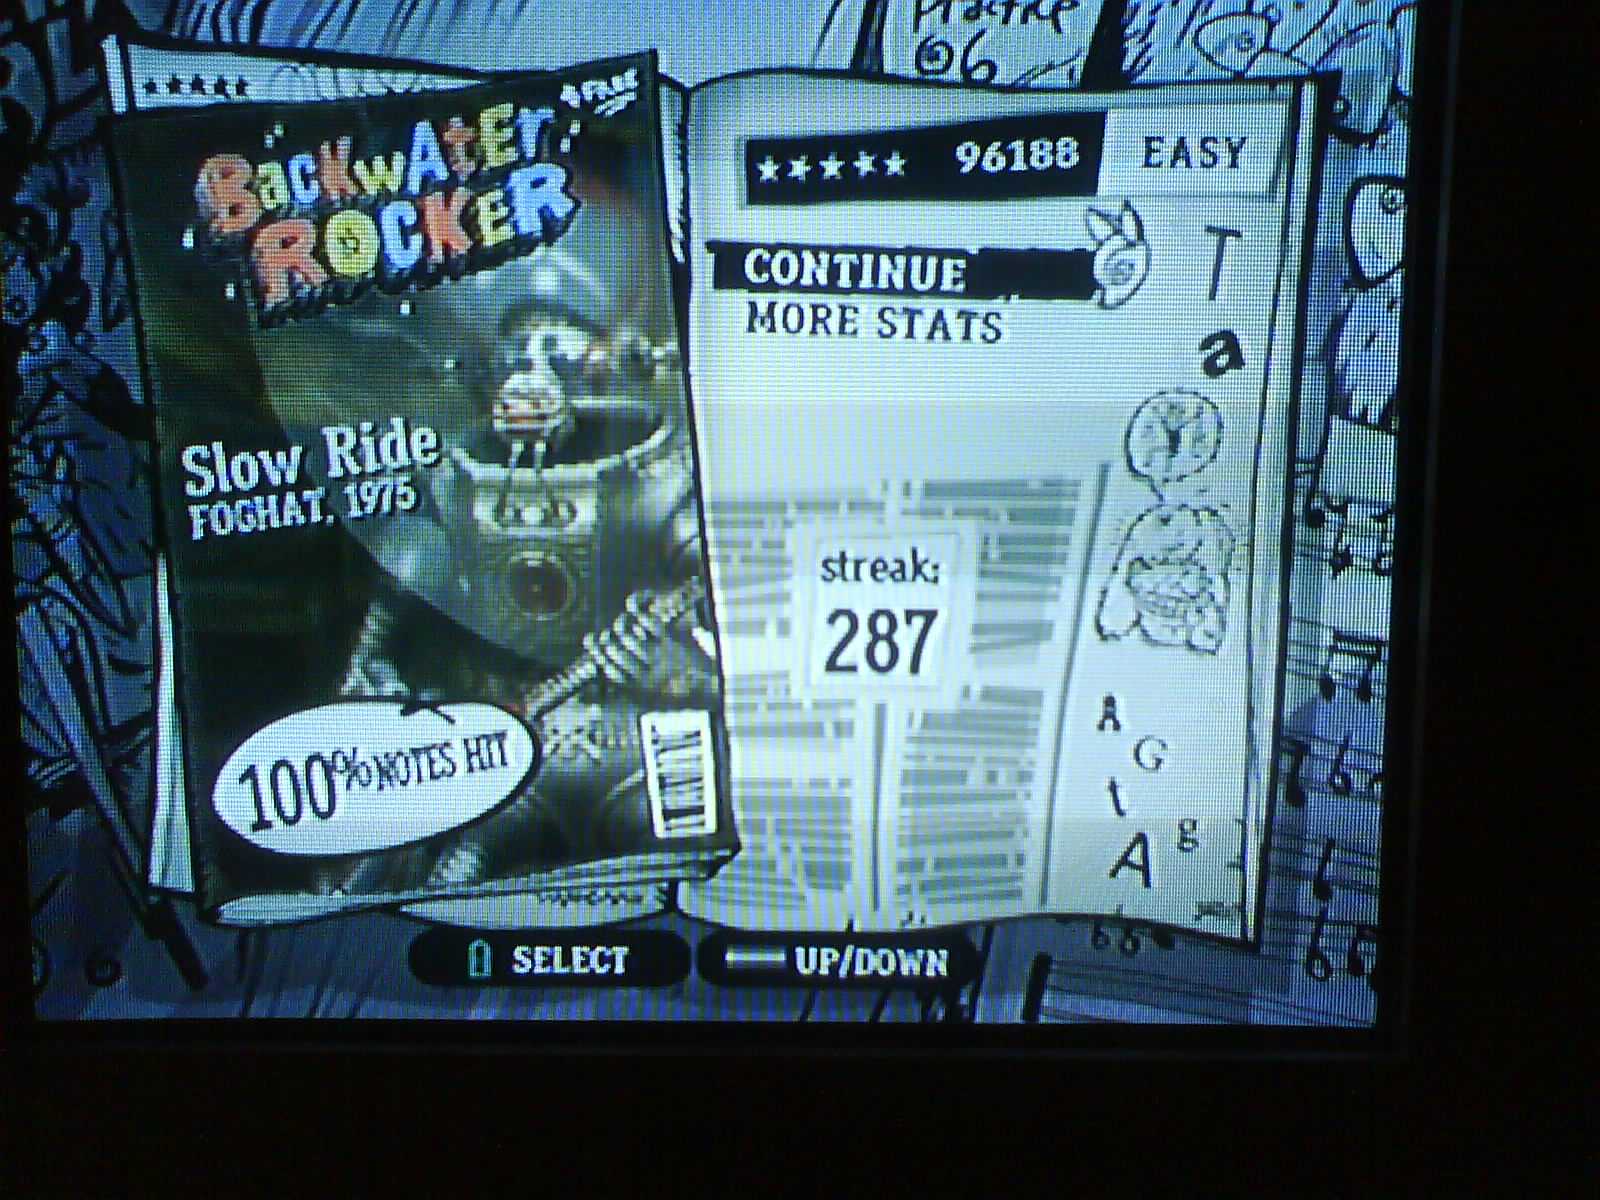 BackwAtEr
ROCKER
Slow Ride
FOGHAT, 1975
100% NOTES HIT
96188
EASY
CONTINUE
MORE STATS
streak:
287
T
a
A
G
t
g
A
SELECT
UP/DOWN
06